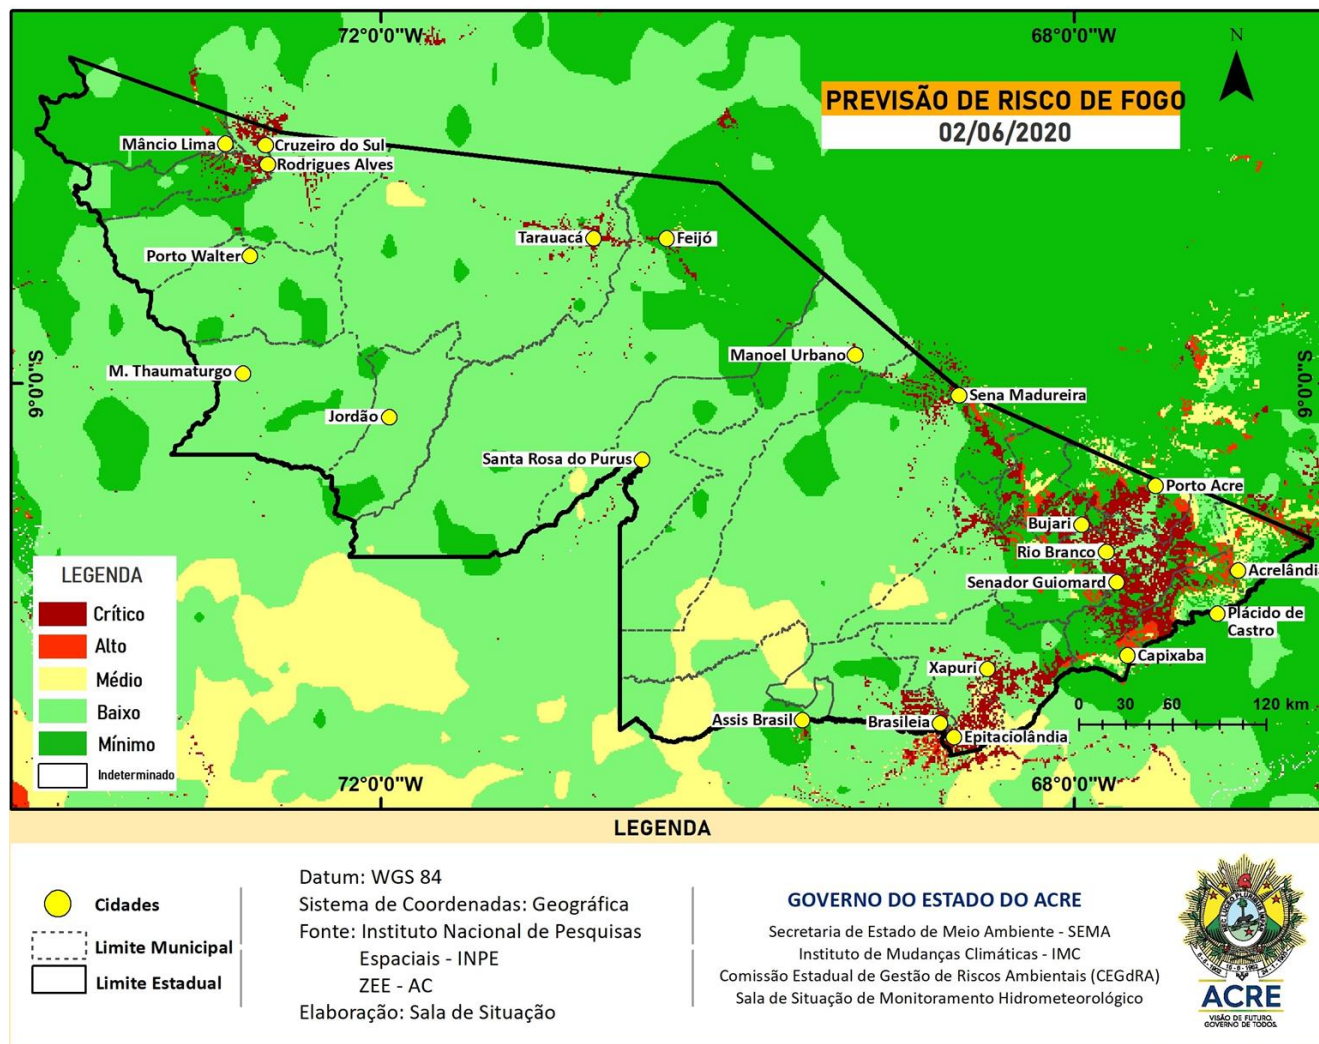 72°0'0"W
68°0'0"W
N
PREVISÃO DE RISCO DE FOGO
02/06/2020
Mâncio Lima
Cruzeiro do Sul
Rodrigues Alves
Tarauacá
Feijó
Porto Walter
Manoel Urbano
9°0'0"S
9°0'0"S
M. Thaumaturgo
Jordão
Sena Madureira
Santa Rosa do Purus
Porto Acre
Bujari
Rio Branco
Acrelândia
Senador Guiomard
Plácido de
Castro
Capixaba
Xapuri
Assis Brasil
Brasileia
Epitaciolândia
0 30 60 120 km
LEGENDA
Crítico
Alto
Médio
Baixo
Mínimo
Indeterminado
72°0'0"W
68°0'0"W
LEGENDA
Cidades
Limite Municipal
Limite Estadual
Datum: WGS 84
Sistema de Coordenadas: Geográfica
Fonte: Instituto Nacional de Pesquisas
Espaciais - INPE
ZEE - AC
Elaboração: Sala de Situação
GOVERNO DO ESTADO DO ACRE
Secretaria de Estado de Meio Ambiente - SEMA
Instituto de Mudanças Climáticas - IMC
Comissão Estadual de Gestão de Riscos Ambientais (CEGdRA)
Sala de Situação de Monitoramento Hidrometeorológico
ACRE
VISÃO DE FUTURO.
GOVERNO DE TODOS.